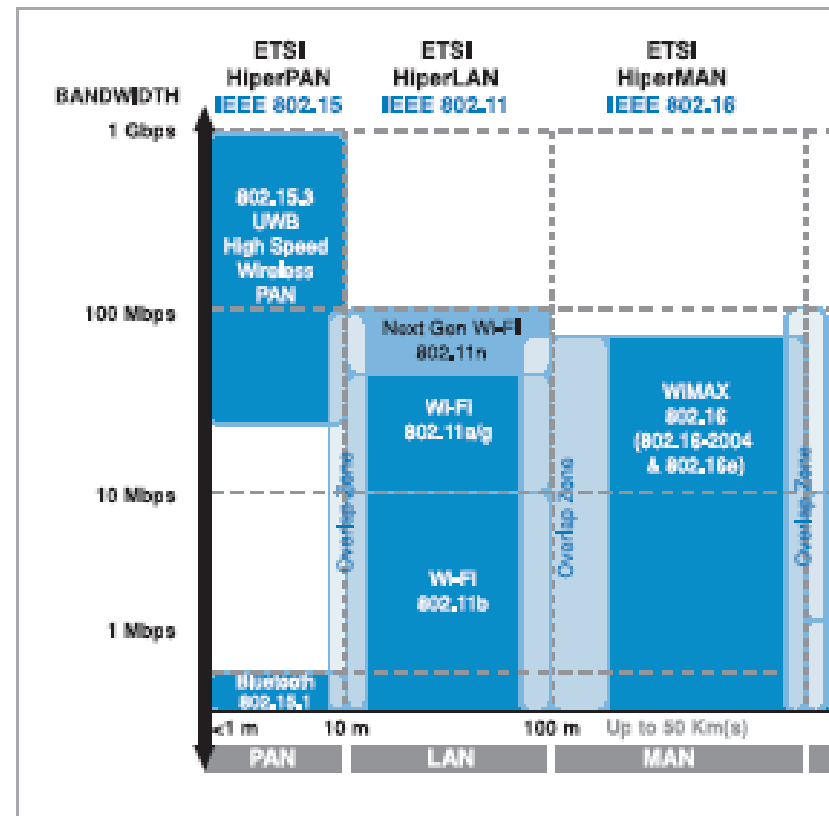 ETSI
HiperPAN
IEEE 802.15
ETSI
HiperLAN
IEEE 802.11
ETSI
HiperMAN
IEEE 802.16
BANDWIDTH
1 Gbps
802.15.3
UWB
High Speed
Wireless
PAN
100 Mbps
Next Gen Wi-Fi
802.11n
Wi-Fi
802.11a/g
WiMAX
802.16
(802.16-2004
& 802.16e)
Overlap Zone
Overlap Zone
Overlap Zone
10 Mbps
Wi-Fi
802.11b
1 Mbps
Bluetooth
802.15.1
<1 m
10 m
100 m
Up to 50 Km(s)
PAN
LAN
MAN